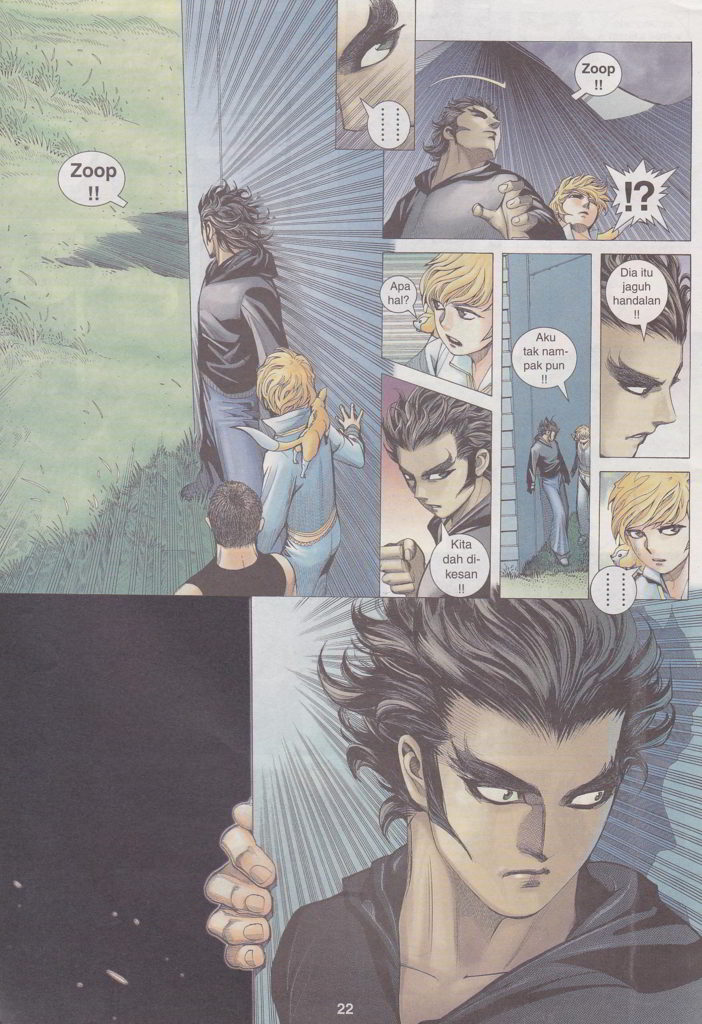 Zoop
!!
Zoop
!!
!?
Apa
hal?
Aku
tak nam-
pak pun
!!
Dia itu
jaguh
handalan
!!
Kita
dah di-
kesan
!!
22